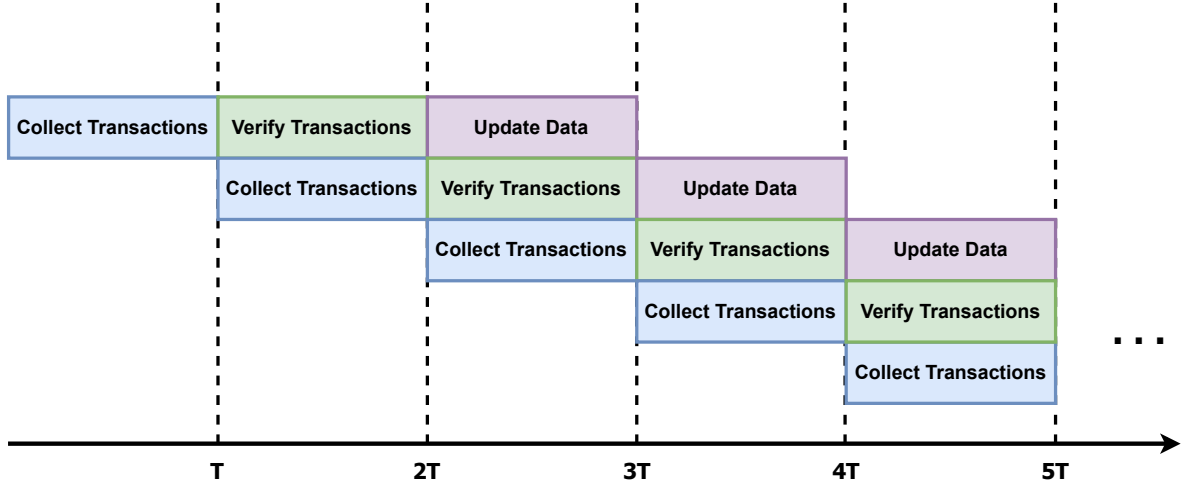 Collect Transactions Verify Transactions Update Data
Collect Transactions Verify Transactions Update Data
Collect Transactions Verify Transactions Update Data
Collect Transactions Verify Transactions
...
Collect Transactions
T 2T 3T 4T 5T